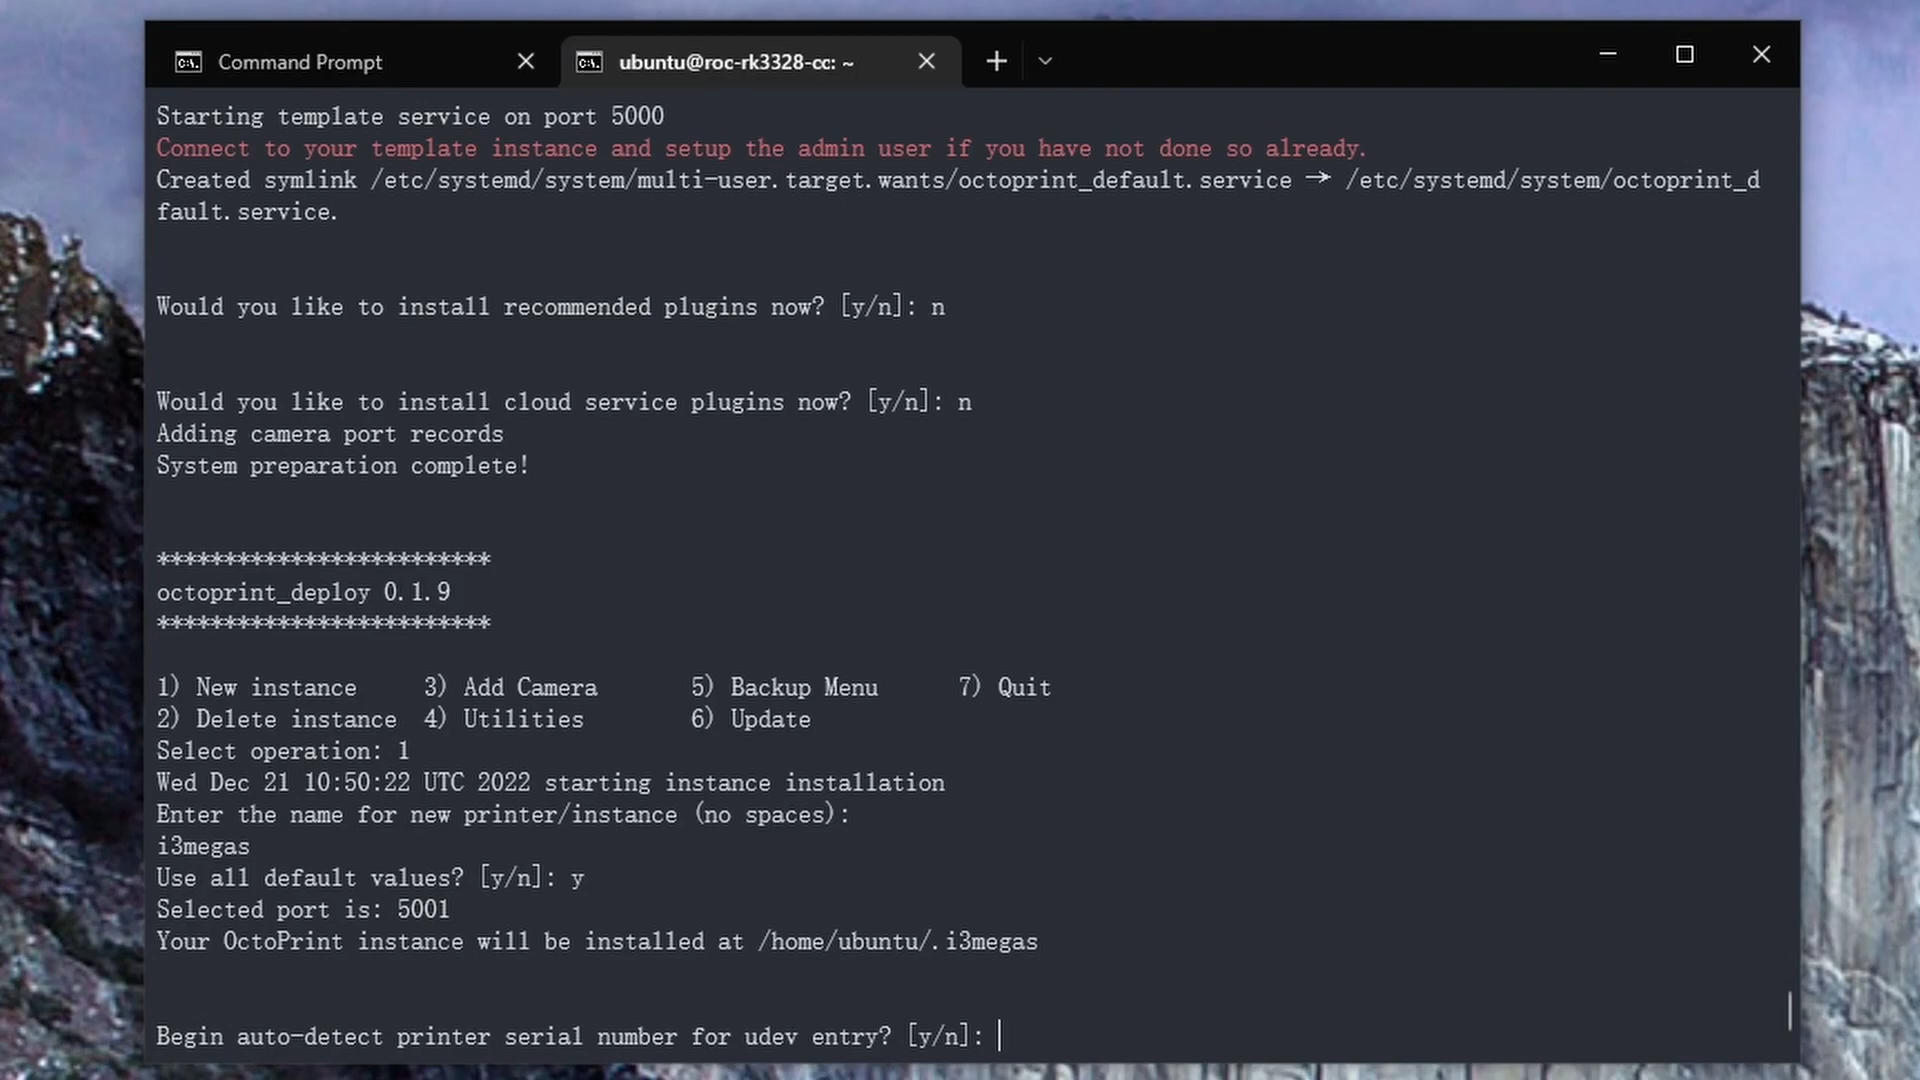 Command Prompt
ubuntu@roc-rk3328-cc: ~
Starting template service on port 5000
Connect to your template instance and setup the admin user if you have not done so already.
Created symlink /etc/systemd/system/multi-user.target.wants/octoprint_default.service → /etc/systemd/system/octoprint_d
fault.service.
Would you like to install recommended plugins now? [y/n]: n
Would you like to install cloud service plugins now? [y/n]: n
Adding camera port records
System preparation complete!
*************************
octoprint_deploy 0.1.9
*************************
1) New instance 3) Add Camera 5) Backup Menu 7) Quit
2) Delete instance 4) Utilities 6) Update
Select operation: 1
Wed Dec 21 10:50:22 UTC 2022 starting instance installation
Enter the name for new printer/instance (no spaces):
i3megas
Use all default values? [y/n]: y
Selected port is: 5001
Your OctoPrint instance will be installed at /home/ubuntu/.i3megas
Begin auto-detect printer serial number for udev entry? [y/n]: